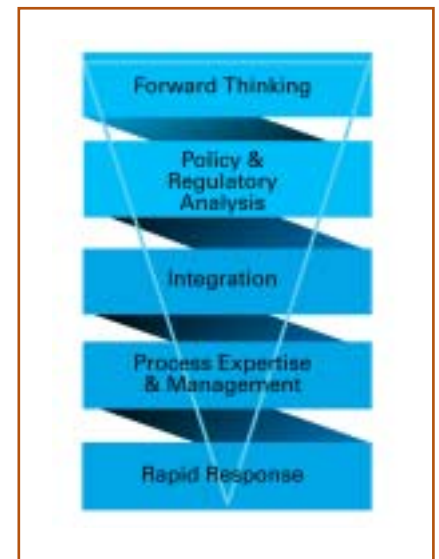 Forward Thinking
Policy &
Regulatory
Analysis
Integration
Process Expertise
& Management
Rapid Response